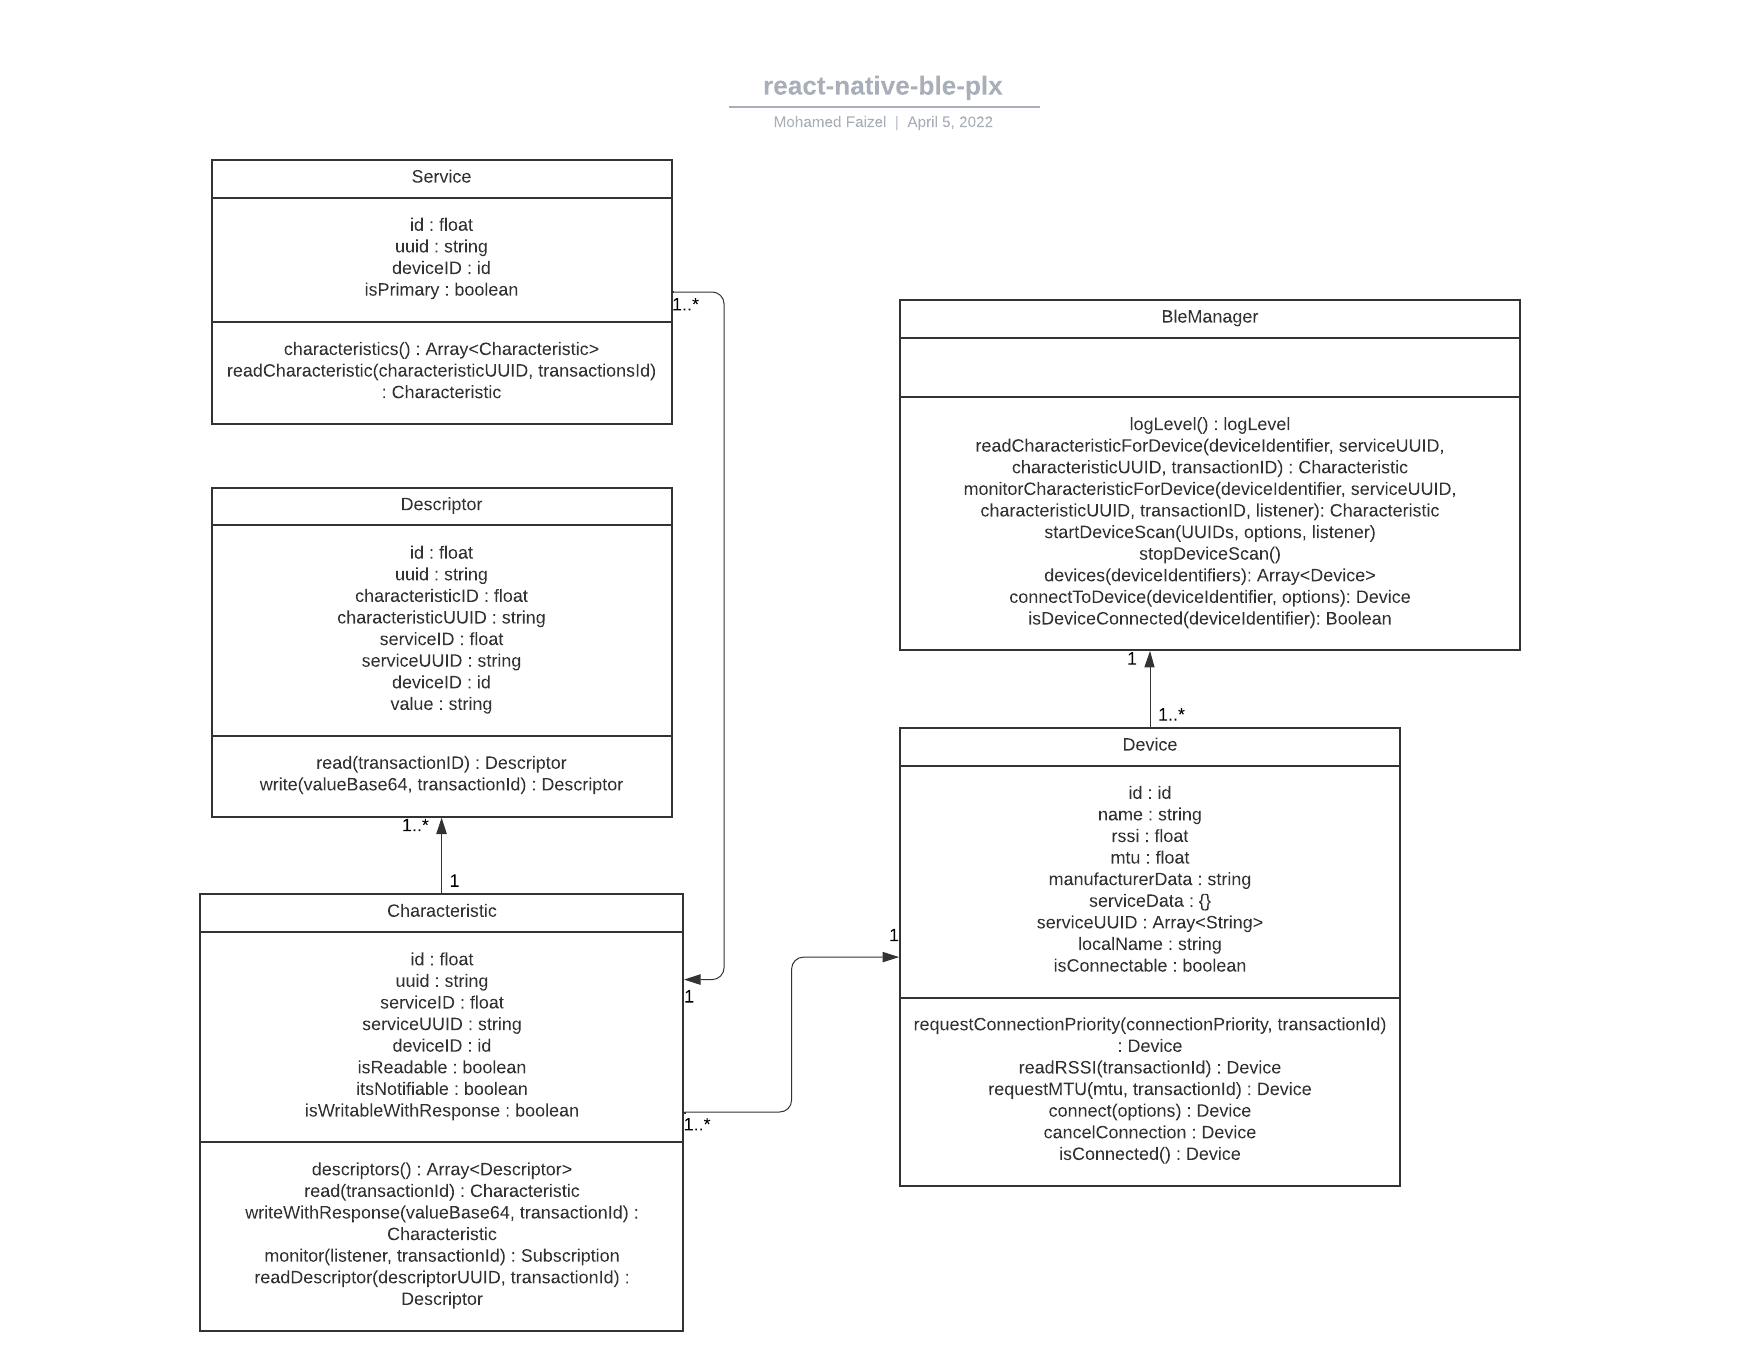 react-native-ble-plx
Mohamed Faizel | April 5, 2022
Service
id : float
uuid : string
deviceID : id
isPrimary : boolean
characteristics() : Array<Characteristic>
readCharacteristic(characteristicUUID, transactionsId)
: Characteristic
1..*
Descriptor
id : float
uuid : string
characteristicID : float
characteristicUUID : string
serviceID : float
serviceUUID : string
deviceID : id
value : string
read(transactionID) : Descriptor
write(valueBase64, transactionId) : Descriptor
1..*
1
Characteristic
id : float
uuid : string
serviceID : float
serviceUUID : string
deviceID : id
isReadable : boolean
itsNotifiable : boolean
isWritableWithResponse : boolean
descriptors() : Array<Descriptor>
read(transactionId) : Characteristic
writeWithResponse(valueBase64, transactionId) :
Characteristic
monitor(listener, transactionId) : Subscription
readDescriptor(descriptorUUID, transactionId) :
Descriptor
1
1..*
BleManager
logLevel() : logLevel
readCharacteristicForDevice(deviceIdentifier, serviceUUID,
characteristicUUID, transactionID) : Characteristic
monitorCharacteristicForDevice(deviceIdentifier, serviceUUID,
characteristicUUID, transactionID, listener): Characteristic
startDeviceScan(UUIDs, options, listener)
stopDeviceScan()
devices(deviceIdentifiers): Array<Device>
connectToDevice(deviceIdentifier, options): Device
isDeviceConnected(deviceIdentifier): Boolean
1
1..*
Device
id : id
name : string
rssi : float
mtu : float
manufacturerData : string
serviceData : {}
serviceUUID : Array<String>
localName : string
isConnectable : boolean
1
requestConnectionPriority(connectionPriority, transactionId)
: Device
readRSSI(transactionId) : Device
requestMTU(mtu, transactionId) : Device
connect(options) : Device
cancelConnection : Device
isConnected() : Device